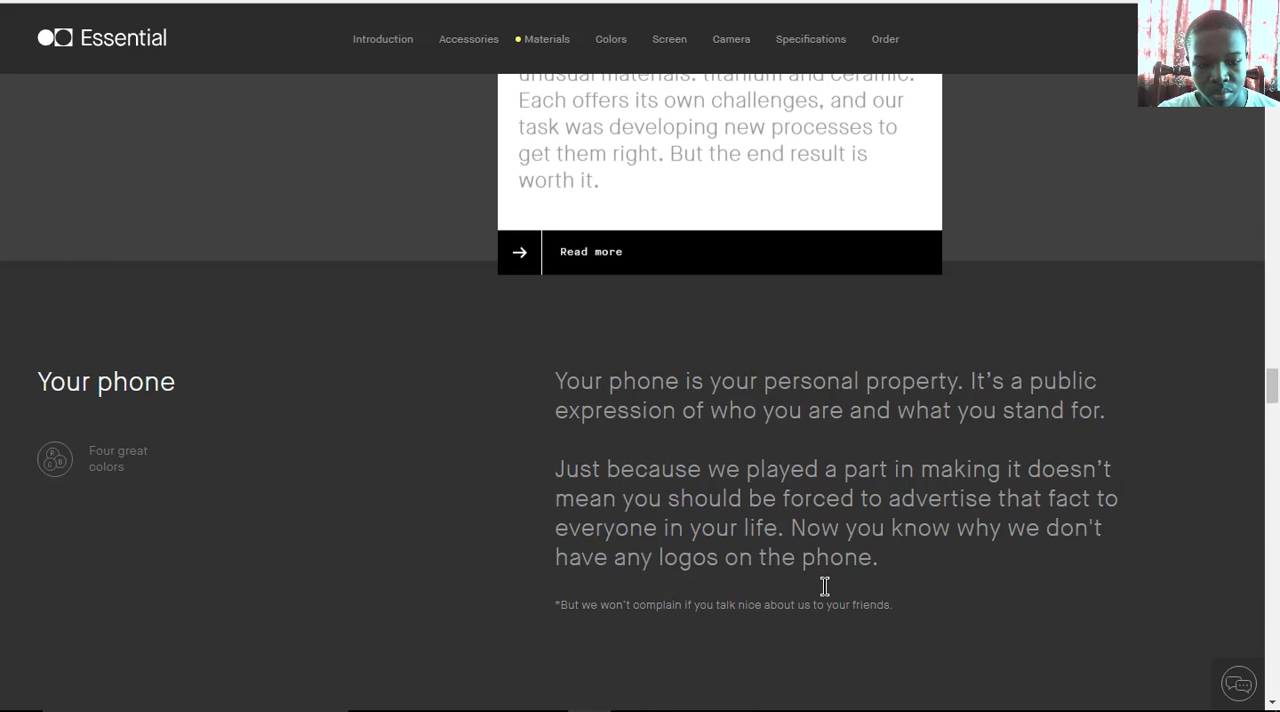 Essential
Introduction
Accessories
Materials
Colors
Screen
Camera
Specifications
Order
unusual materials: titanium and ceramic.
Each offers its own challenges, and our
task was developing new processes to
get them right. But the end result is
worth it.
Read more
Your phone
Four great
colors
Your phone is your personal property. It’s a public
expression of who you are and what you stand for.
Just because we played a part in making it doesn’t
mean you should be forced to advertise that fact to
everyone in your life. Now you know why we don't
have any logos on the phone.
*But we won’t complain if you talk nice about us to your friends.